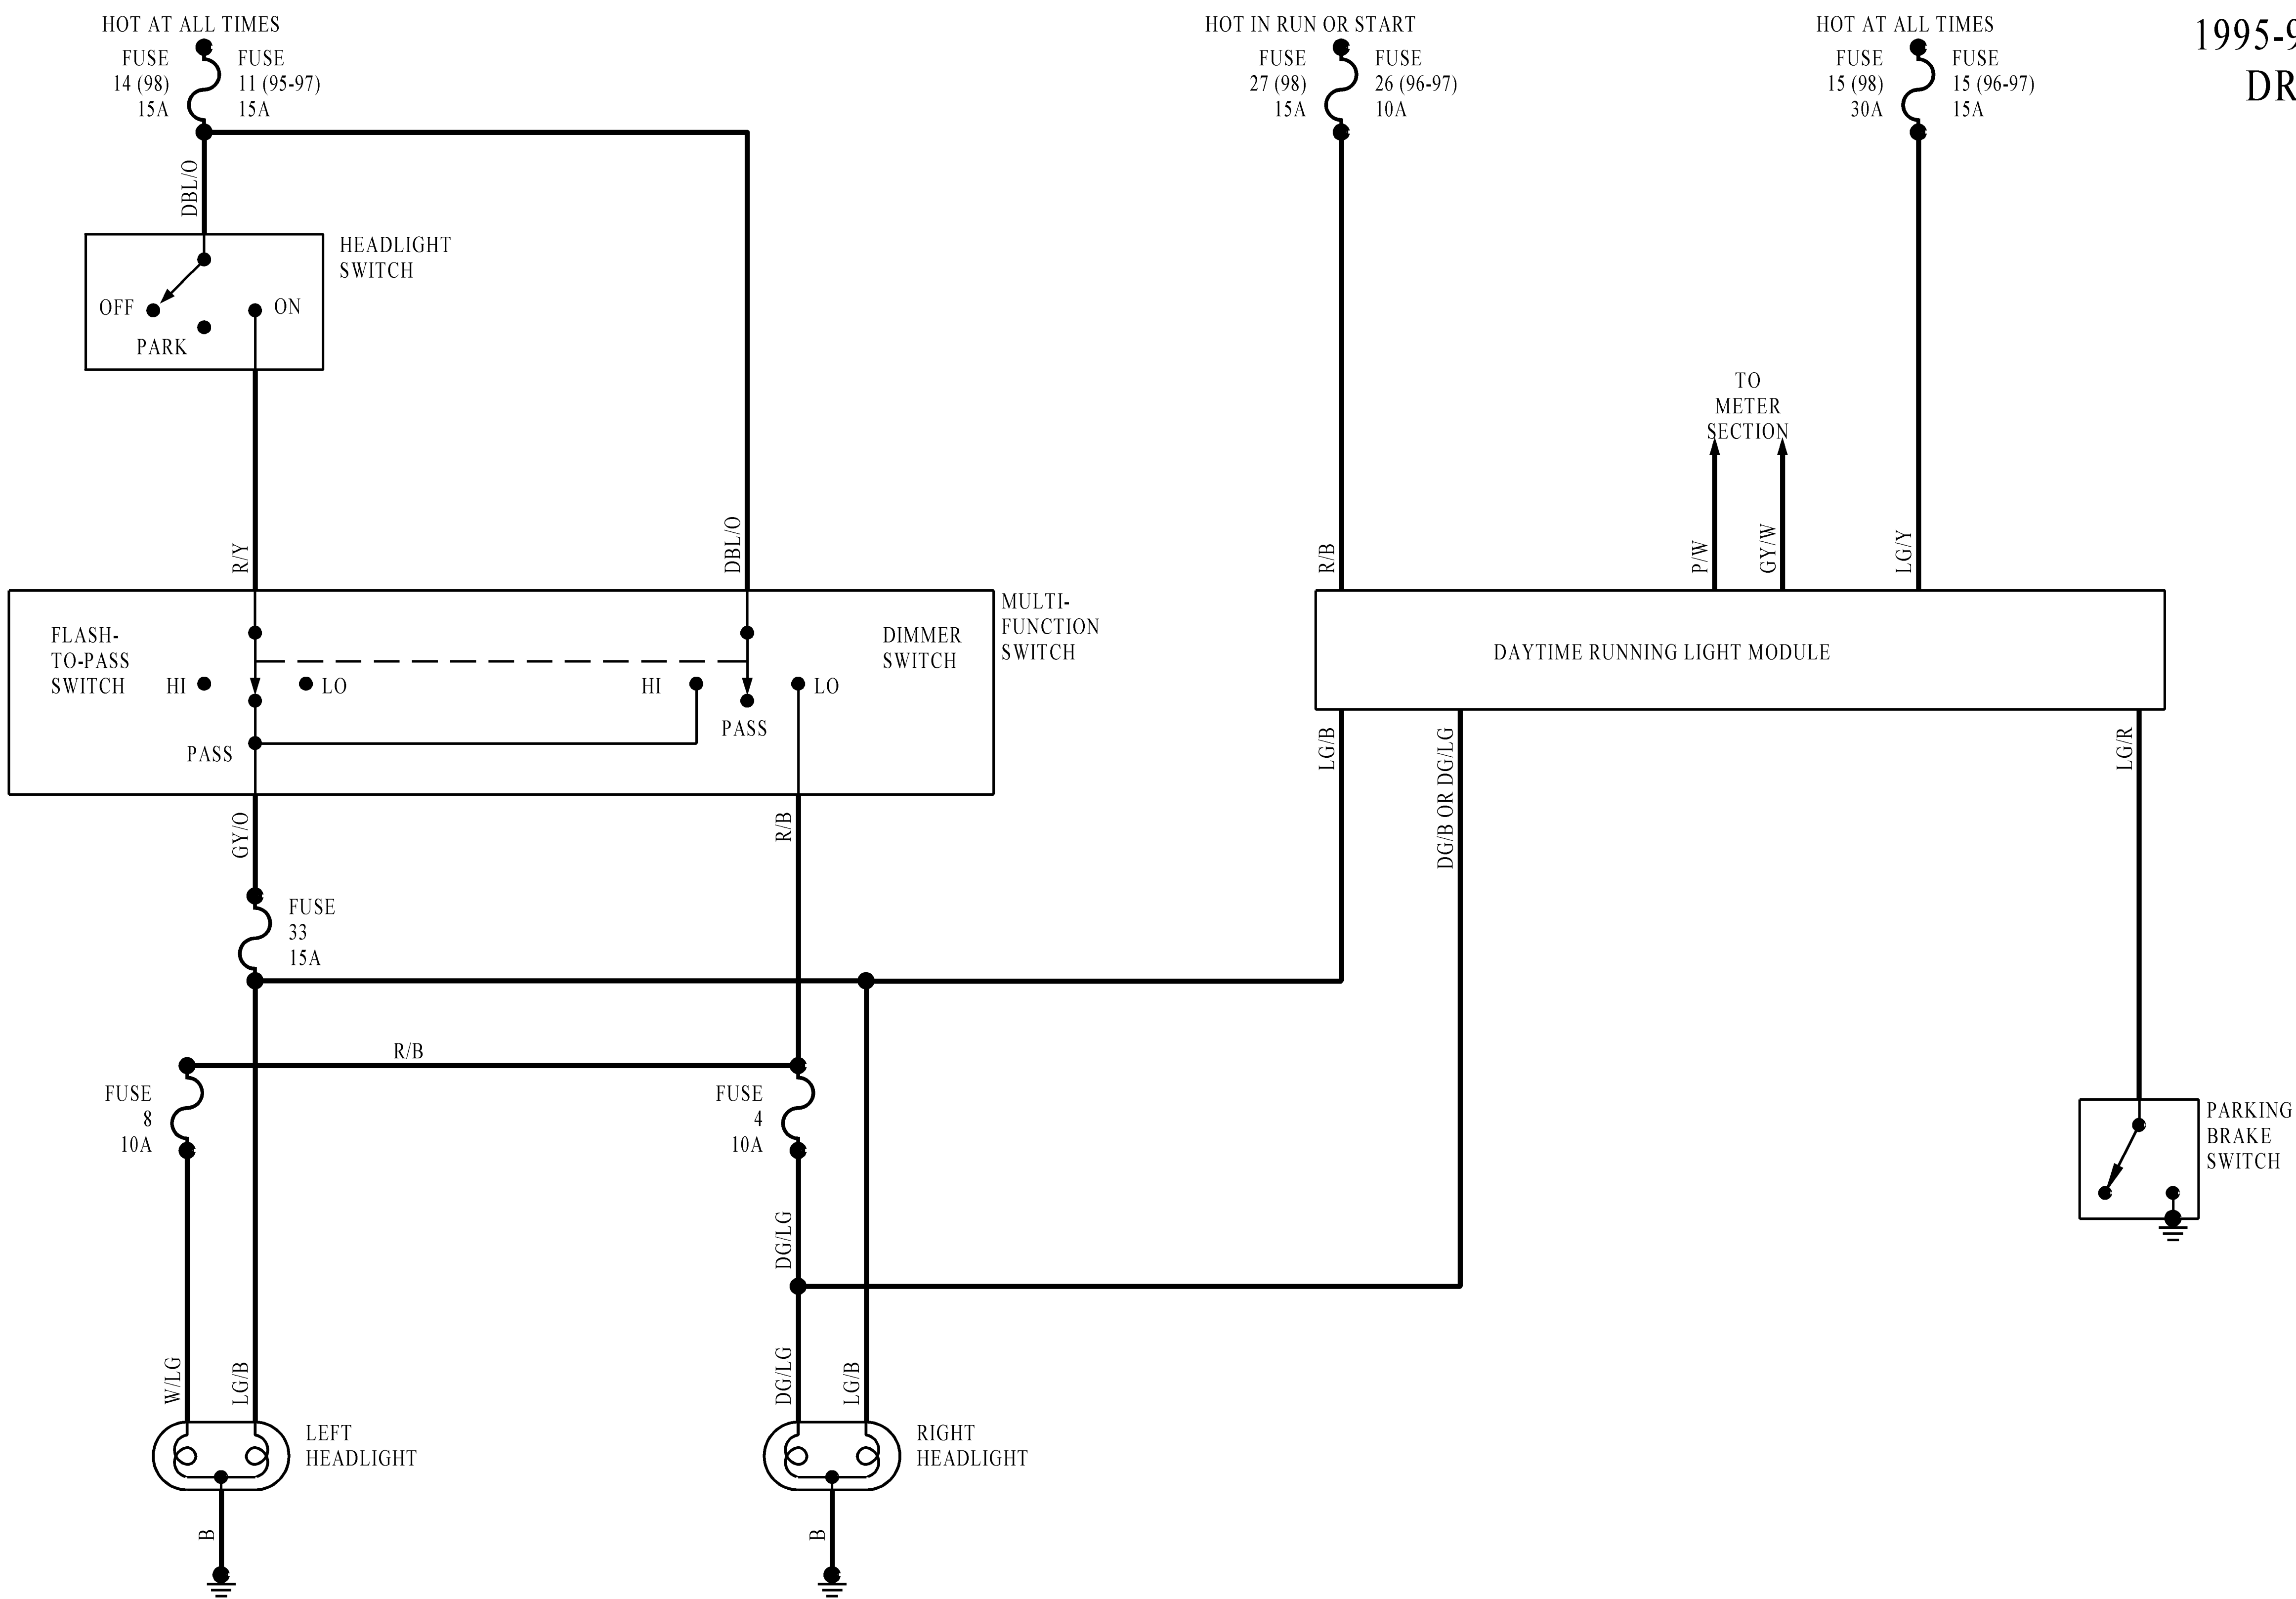 HOT AT ALL TIMES
FUSE
14 (98)
15A
FUSE
11 (95-97)
15A
HOT IN RUN OR START
FUSE
27 (98)
15A
FUSE
26 (96-97)
10A
HOT AT ALL TIMES
FUSE
15 (98)
30A
FUSE
15 (96-97)
15A
1995-9
DR
DBL/O
HEADLIGHT
SWITCH
OFF
PARK
ON
TO
METER
SECTION
R/Y
DBL/O
R/B
P/W
GY/W
LG/Y
FLASH-
TO-PASS
SWITCH
HI
LO
PASS
HI
PASS
LO
DIMMER
SWITCH
MULTI-
FUNCTION
SWITCH
DAYTIME RUNNING LIGHT MODULE
GY/O
R/B
LG/B
DG/B OR DG/LG
LG/R
FUSE
33
15A
R/B
FUSE
8
10A
FUSE
4
10A
PARKING
BRAKE
SWITCH
DG/LG
W/LG
LG/B
DG/LG
LG/B
LEFT
HEADLIGHT
RIGHT
HEADLIGHT
B
B